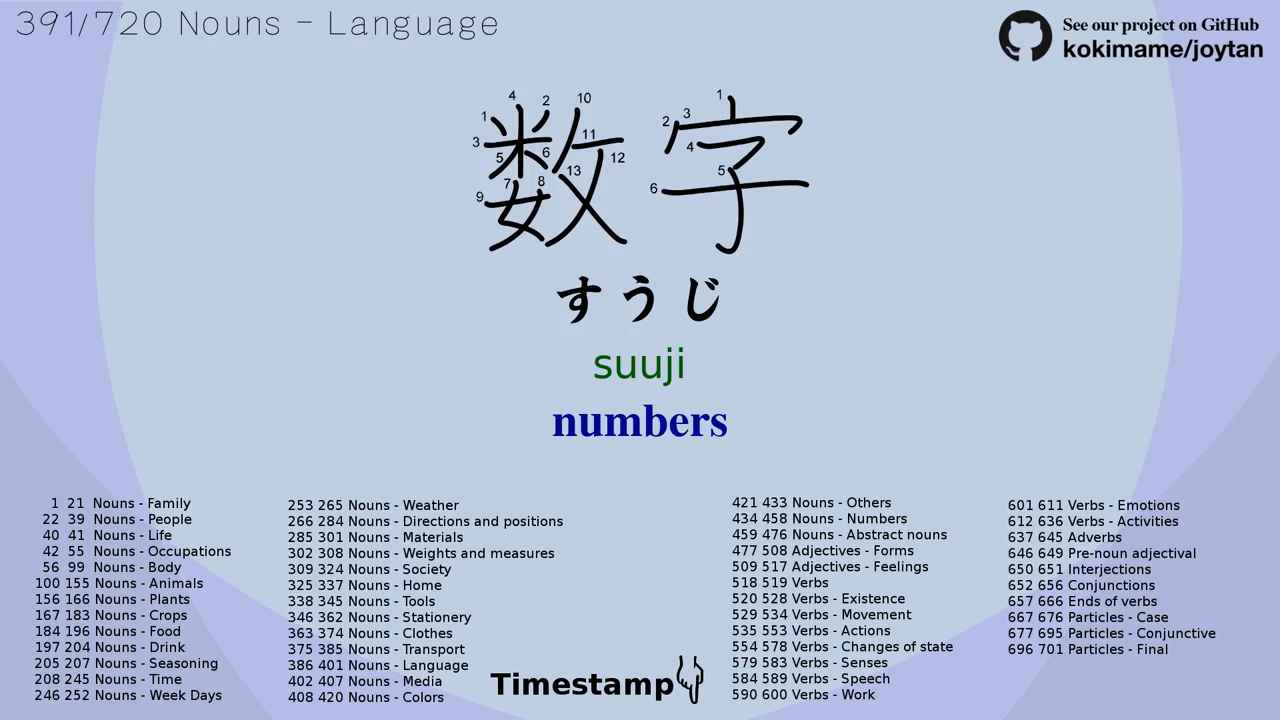 391/720 Nouns - Language
See our project on GitHub
kokimame/joytan
数字
すうじ
suuji
numbers
1 21 Nouns - Family
22 39 Nouns - People
40 41 Nouns - Life
42 55 Nouns - Occupations
56 99 Nouns - Body
100 155 Nouns - Animals
156 166 Nouns - Plants
167 183 Nouns - Crops
184 196 Nouns - Food
197 204 Nouns - Drink
205 207 Nouns - Seasoning
208 245 Nouns - Time
246 252 Nouns - Week Days
253 265 Nouns - Weather
266 284 Nouns - Directions and positions
285 301 Nouns - Materials
302 308 Nouns - Weights and measures
309 324 Nouns - Society
325 337 Nouns - Home
338 345 Nouns - Tools
346 362 Nouns - Stationery
363 374 Nouns - Clothes
375 385 Nouns - Transport
386 401 Nouns - Language
402 407 Nouns - Media
408 420 Nouns - Colors
Timestamp
421 433 Nouns - Others
434 458 Nouns - Numbers
459 476 Nouns - Abstract nouns
477 508 Adjectives - Forms
509 517 Adjectives - Feelings
518 519 Verbs
520 528 Verbs - Existence
529 534 Verbs - Movement
535 553 Verbs - Actions
554 578 Verbs - Changes of state
579 583 Verbs - Senses
584 589 Verbs - Speech
590 600 Verbs - Work
601 611 Verbs - Emotions
612 636 Verbs - Activities
637 645 Adverbs
646 649 Pre-noun adjectival
650 651 Interjections
652 656 Conjunctions
657 666 Ends of verbs
667 676 Particles - Case
677 695 Particles - Conjunctive
696 701 Particles - Final